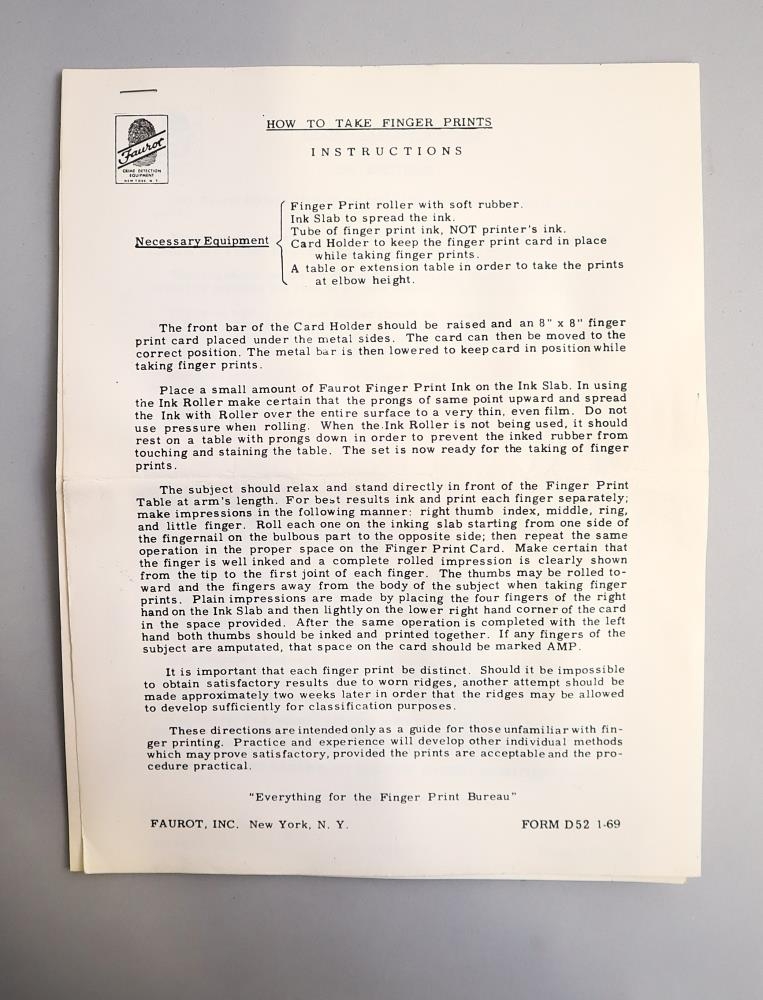 HOW TO TAKE FINGER PRINTS
Faurot
CRIME DETECTION
EQUIPMENT
NEW YORK, N. Y.
INSTRUCTIONS
Necessary Equipment
Finger Print roller with soft rubber.
Ink Slab to spread the ink.
Tube of finger print ink, NOT printer's ink.
Card Holder to keep the finger print card in place
while taking finger prints.
A table or extension table in order to take the prints
at elbow height.
The front bar of the Card Holder should be raised and an 8" x 8" finger
print card placed under the metal sides. The card can then be moved to the
correct position. The metal bar is then lowered to keep card in position while
taking finger prints.
Place a small amount of Faurot Finger Print Ink on the Ink Slab. In using
the Ink Roller make certain that the prongs of same point upward and spread
the Ink with Roller over the entire surface to a very thin, even film. Do not
use pressure when rolling. When the Ink Roller is not being used, it should
rest on a table with prongs down in order to prevent the inked rubber from
touching and staining the table. The set is now ready for the taking of finger
prints.
The subject should relax and stand directly in front of the Finger Print
Table at arm's length. For best results ink and print each finger separately;
make impressions in the following manner: right thumb index, middle, ring,
and little finger. Roll each one on the inking slab starting from one side of
the fingernail on the bulbous part to the opposite side; then repeat the same
operation in the proper space on the Finger Print Card. Make certain that
the finger is well inked and a complete rolled impression is clearly shown
from the tip to the first joint of each finger. The thumbs may be rolled to-
ward and the fingers away from the body of the subject when taking finger
prints. Plain impressions are made by placing the four fingers of the right
hand on the Ink Slab and then lightly on the lower right hand corner of the card
in the space provided. After the same operation is completed with the left
hand both thumbs should be inked and printed together. If any fingers of the
subject are amputated, that space on the card should be marked AMP.
It is important that each finger print be distinct. Should it be impossible
to obtain satisfactory results due to worn ridges, another attempt should be
made approximately two weeks later in order that the ridges may be allowed
to develop sufficiently for classification purposes.
These directions are intended only as a guide for those unfamiliar with fin-
ger printing. Practice and experience will develop other individual methods
which may prove satisfactory, provided the prints are acceptable and the pro-
cedure practical.
"Everything for the Finger Print Bureau"
FAUROT, INC. New York, N. Y.
FORM D52 1-69